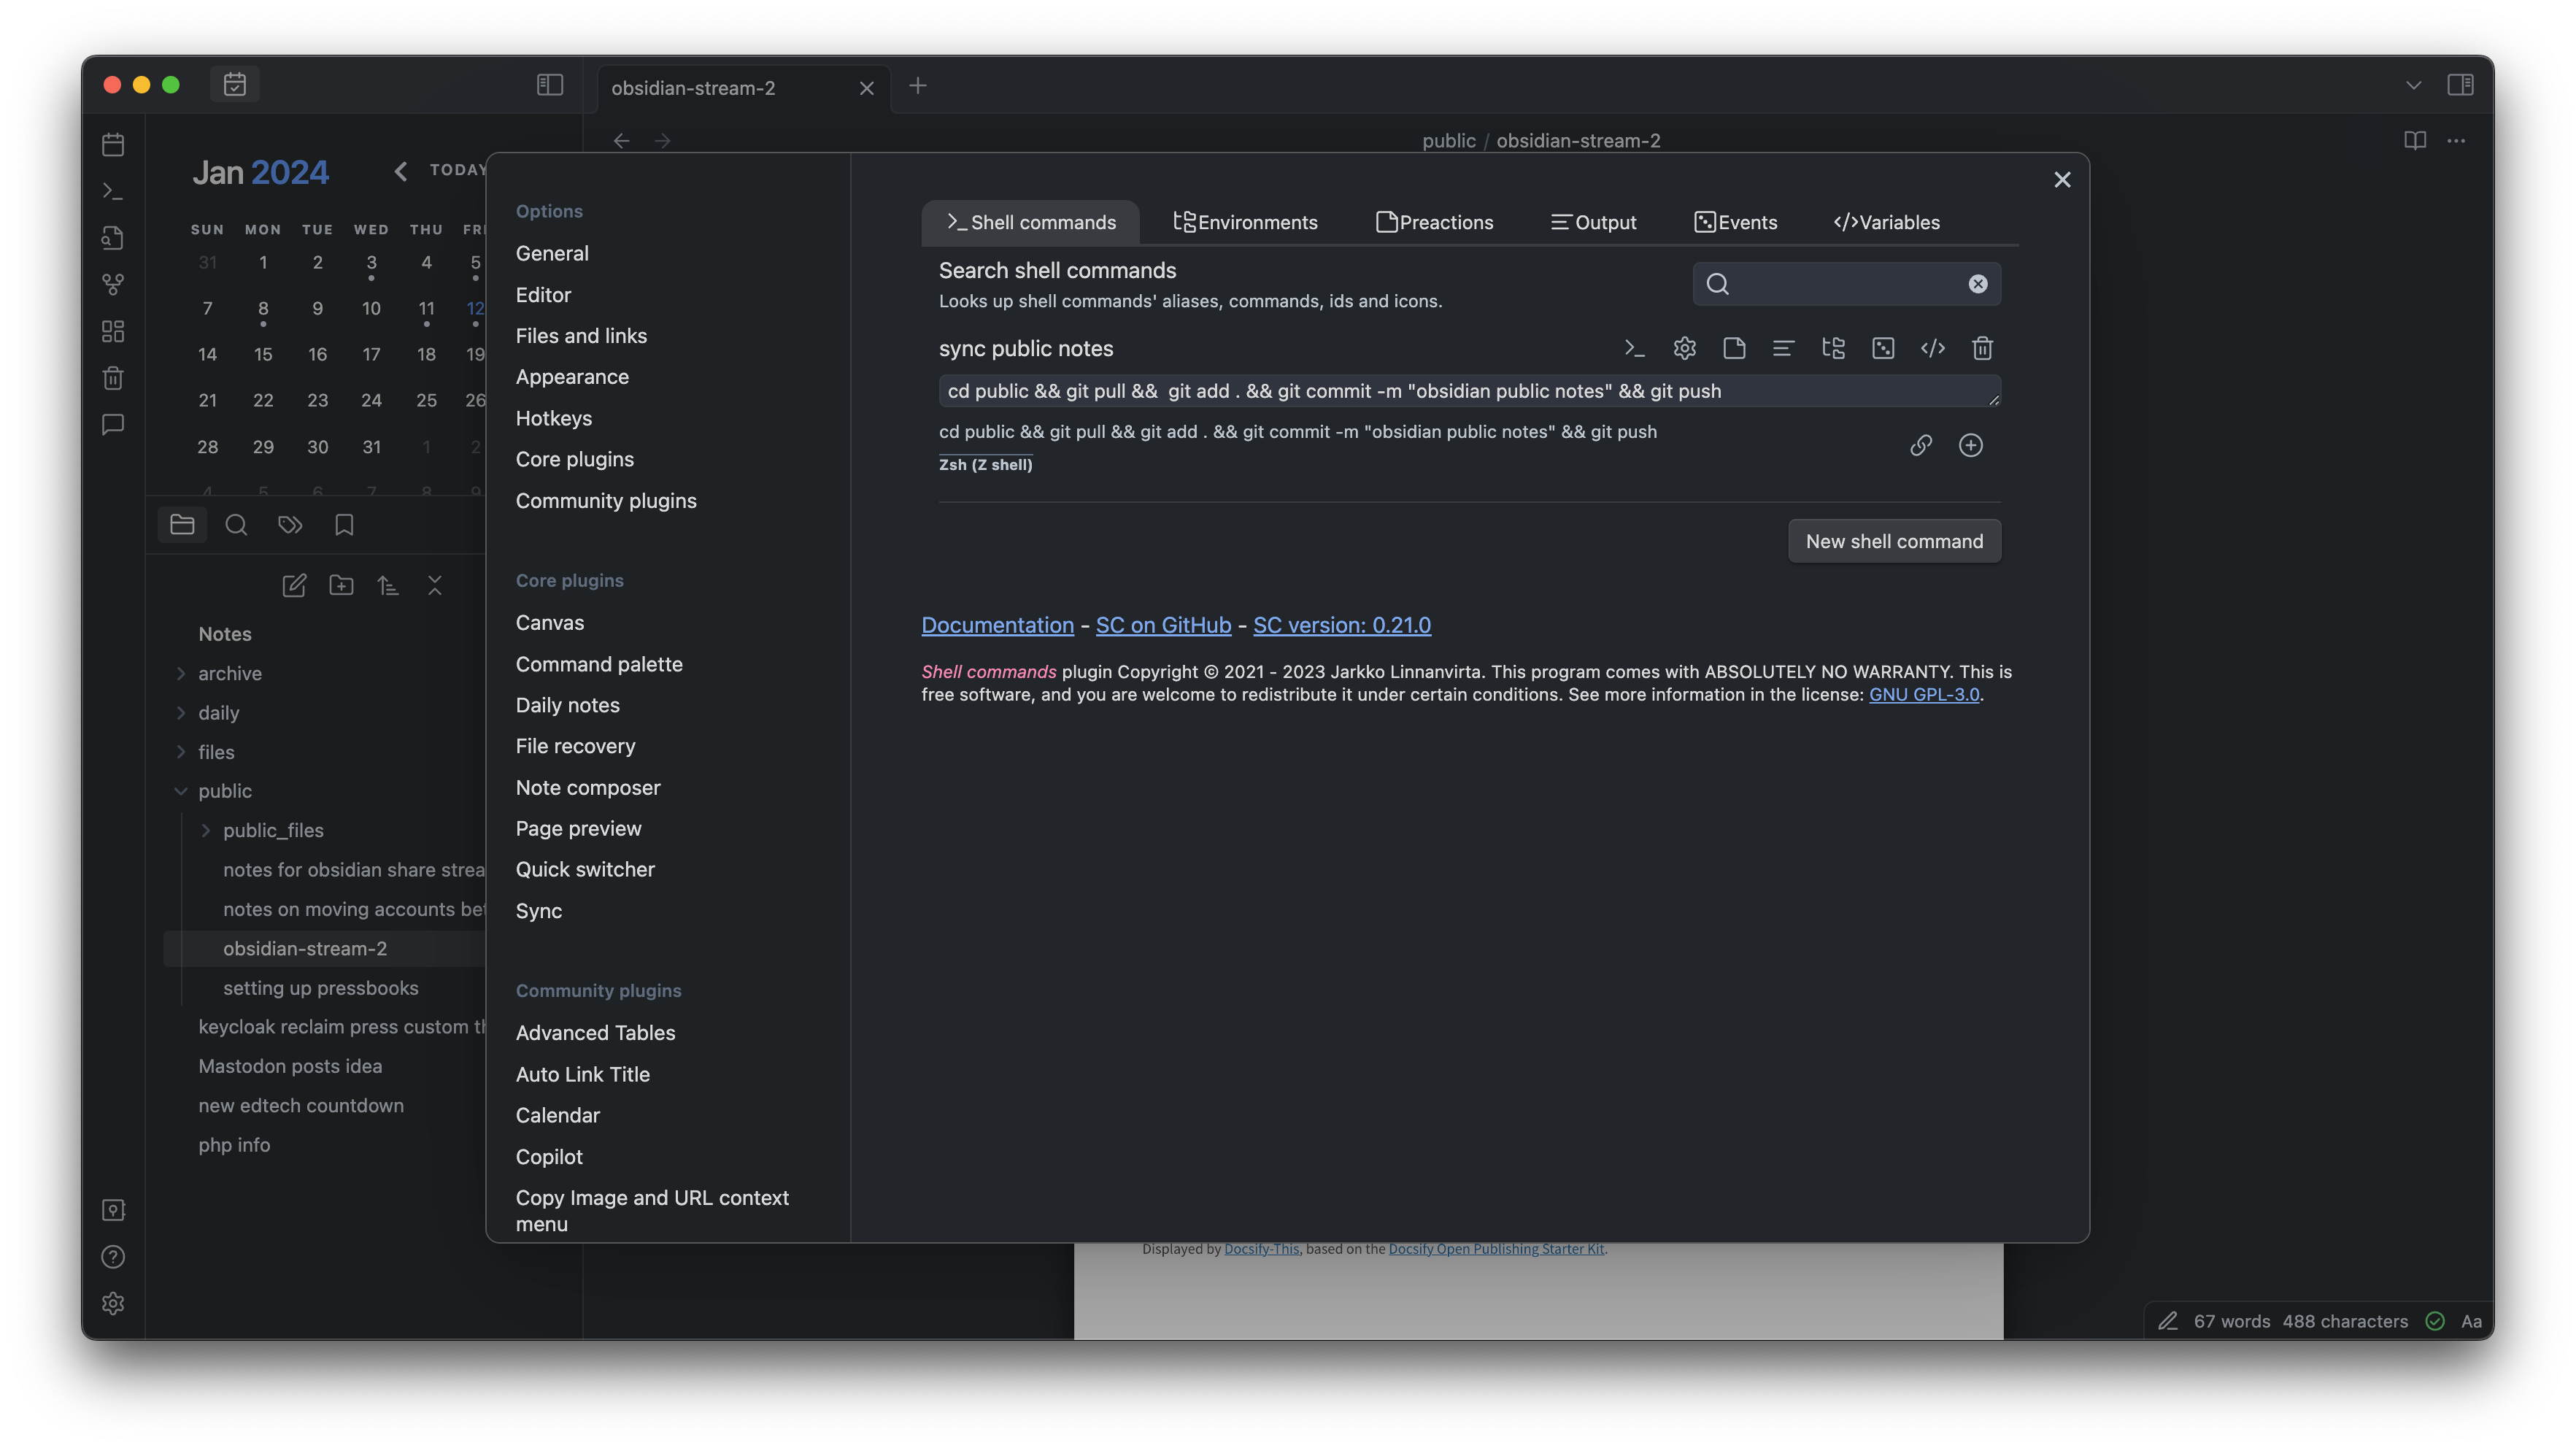 obsidian-stream-2
public / obsidian-stream-2
Jan 2024
TODAY
SUN MON TUE WED THU FRI
31 1 2 3 4 5
7 8 9 10 11 12
14 15 16 17 18 19
21 22 23 24 25 26
28 29 30 31 1 2
4 5 6 7 8 9
Notes
archive
daily
files
public
public_files
notes for obsidian share strea
notes on moving accounts bet
obsidian-stream-2
setting up pressbooks
keycloak reclaim press custom th
Mastodon posts idea
new edtech countdown
php info
Options
General
Editor
Files and links
Appearance
Hotkeys
Core plugins
Community plugins
Core plugins
Canvas
Command palette
Daily notes
File recovery
Note composer
Page preview
Quick switcher
Sync
Community plugins
Advanced Tables
Auto Link Title
Calendar
Copilot
Copy Image and URL context
menu
>_Shell commands Environments Preactions Output Events </>Variables
Search shell commands
Looks up shell commands' aliases, commands, ids and icons.
sync public notes
cd public && git pull &&  git add . && git commit -m "obsidian public notes" && git push
cd public && git pull && git add . && git commit -m "obsidian public notes" && git push
Zsh (Z shell)
New shell command
Documentation - SC on GitHub - SC version: 0.21.0
Shell commands plugin Copyright © 2021 - 2023 Jarkko Linnanvirta. This program comes with ABSOLUTELY NO WARRANTY. This is
free software, and you are welcome to redistribute it under certain conditions. See more information in the license: GNU GPL-3.0.
Displayed by Docsify-This, based on the Docsify Open Publishing Starter Kit.
67 words 488 characters Aa